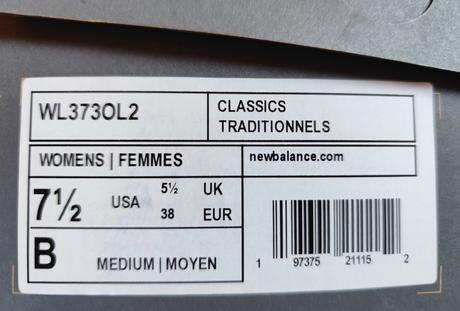 WL373OL2
CLASSICS
TRADITIONNELS
WOMENS | FEMMES
newbalance.com
7½ USA 5½ UK
38 EUR
B MEDIUM | MOYEN
1 97375 21115 2